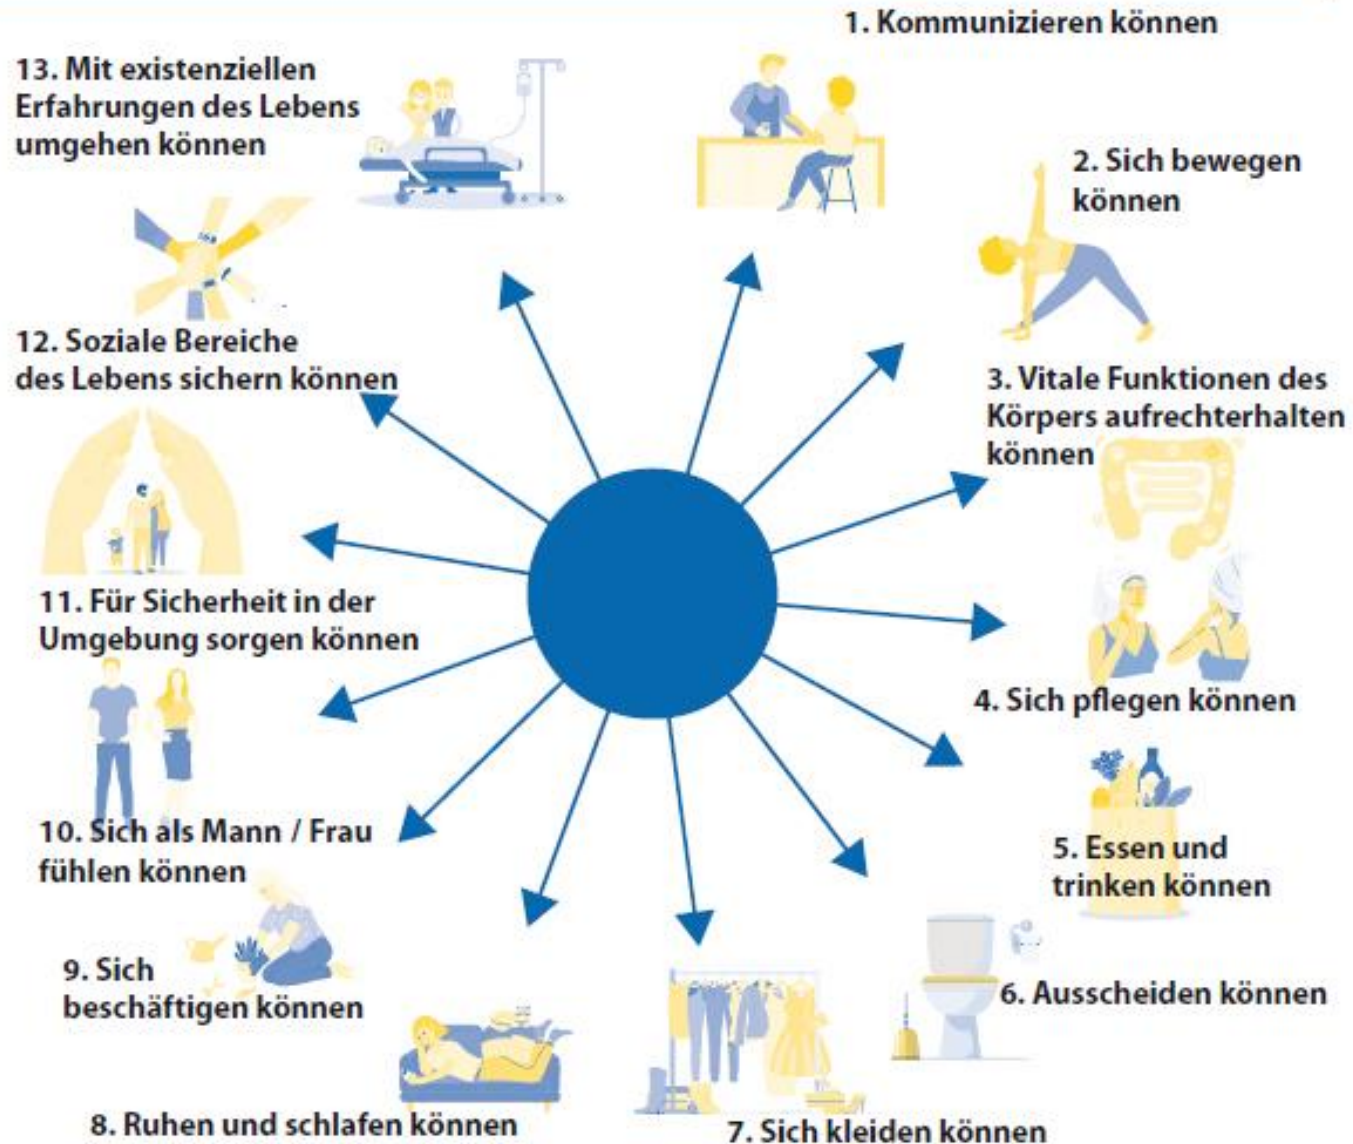 1. Kommunizieren können
2. Sich bewegen
können
3. Vitale Funktionen des
Körpers aufrechterhalten
können
4. Sich pflegen können
5. Essen und
trinken können
6. Ausscheiden können
7. Sich kleiden können
8. Ruhen und schlafen können
9. Sich
beschäftigen können
10. Sich als Mann / Frau
fühlen können
11. Für Sicherheit in der
Umgebung sorgen können
12. Soziale Bereiche
des Lebens sichern können
13. Mit existenziellen
Erfahrungen des Lebens
umgehen können